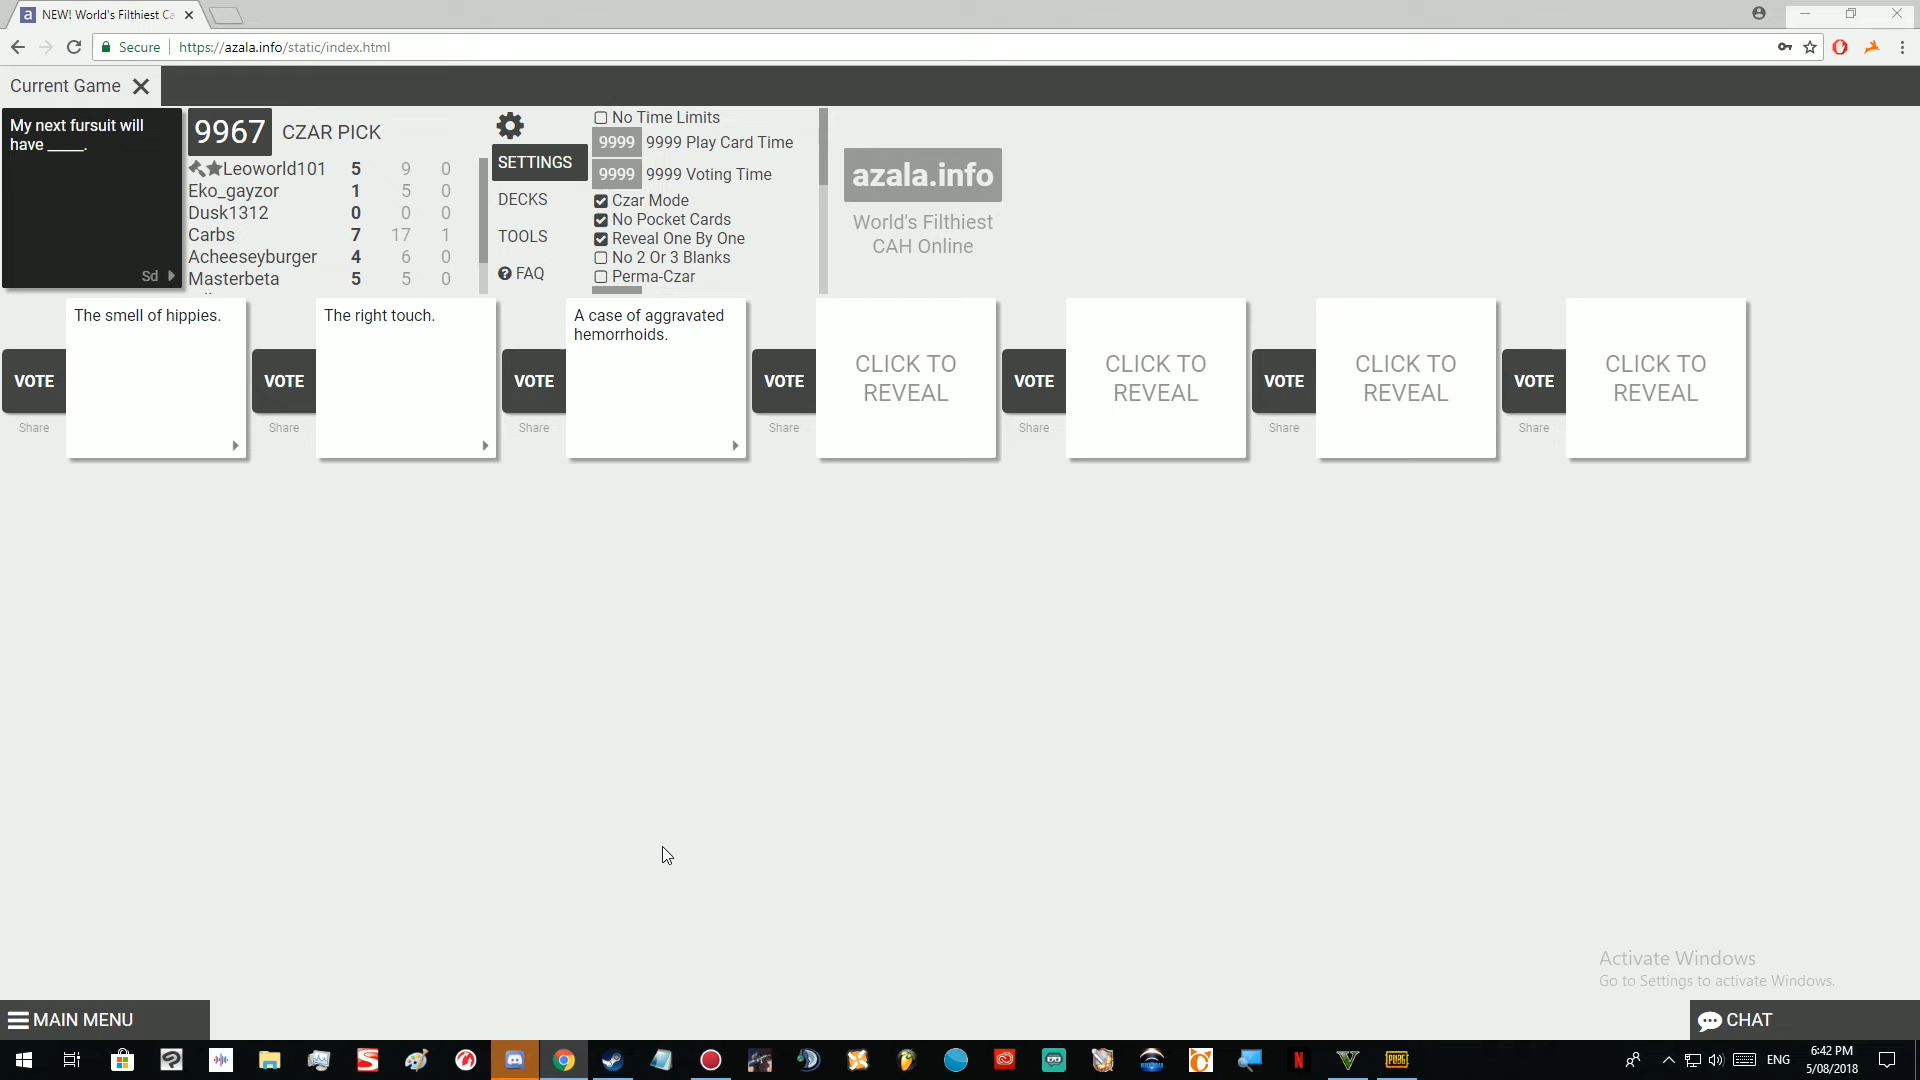 NEW! World's Filthiest Ca
Secure
https://azala.info/static/index.html
Current Game
My next fursuit will
have _____.
Sd
9967 CZAR PICK
Leoworld101 5 9 0
Eko_gayzor 1 5 0
Dusk1312 0 0 0
Carbs 7 17 1
Acheeseyburger 4 6 0
Masterbeta 5 5 0
SETTINGS
DECKS
TOOLS
FAQ
No Time Limits
9999 9999 Play Card Time
9999 9999 Voting Time
Czar Mode
No Pocket Cards
Reveal One By One
No 2 Or 3 Blanks
Perma-Czar
azala.info
World's Filthiest
CAH Online
VOTE
Share
The smell of hippies.
VOTE
Share
The right touch.
VOTE
Share
A case of aggravated
hemorrhoids.
VOTE
Share
CLICK TO
REVEAL
VOTE
Share
CLICK TO
REVEAL
VOTE
Share
CLICK TO
REVEAL
VOTE
Share
CLICK TO
REVEAL
Activate Windows
Go to Settings to activate Windows.
MAIN MENU
CHAT
ENG
6:42 PM
5/08/2018